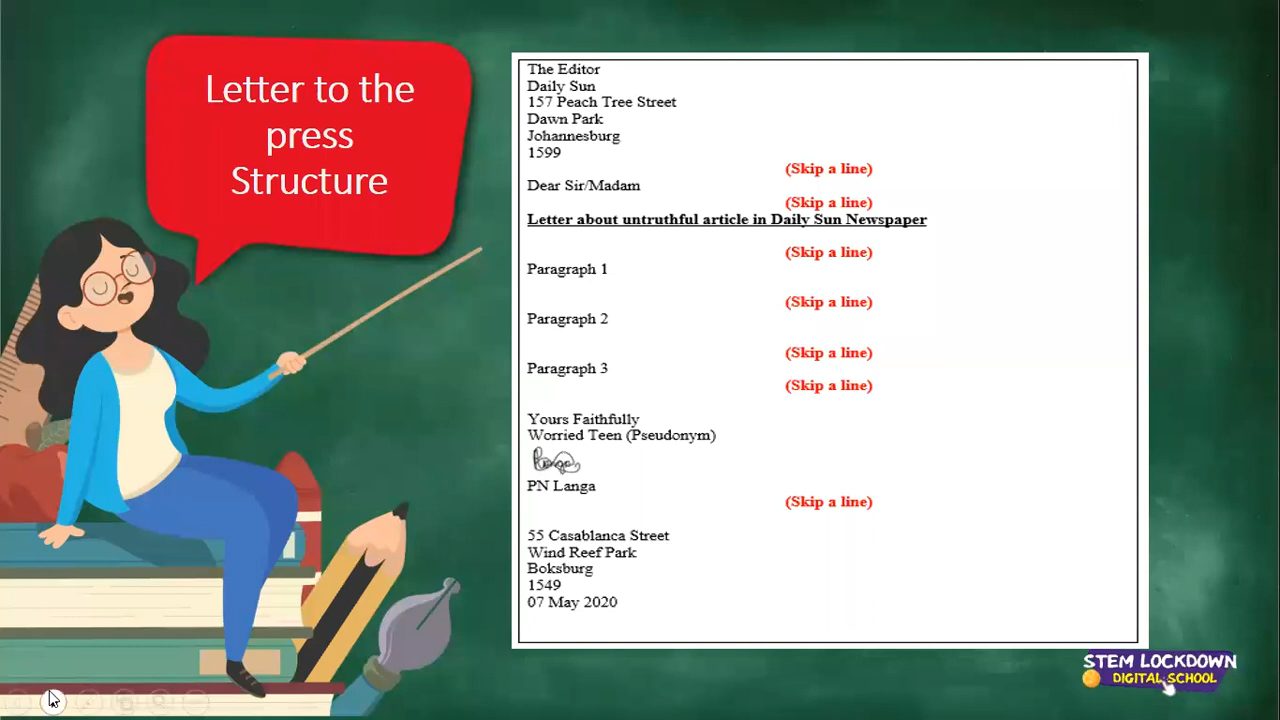 Letter to the
press
Structure
The Editor
Daily Sun
157 Peach Tree Street
Dawn Park
Johannesburg
1599
(Skip a line)
Dear Sir/Madam
(Skip a line)
Letter about untruthful article in Daily Sun Newspaper
(Skip a line)
Paragraph 1
(Skip a line)
Paragraph 2
(Skip a line)
Paragraph 3
(Skip a line)
Yours Faithfully
Worried Teen (Pseudonym)
PN Langa
(Skip a line)
55 Casablanca Street
Wind Reef Park
Boksburg
1549
07 May 2020
STEM LOCKDOWN
DIGITAL SCHOOL